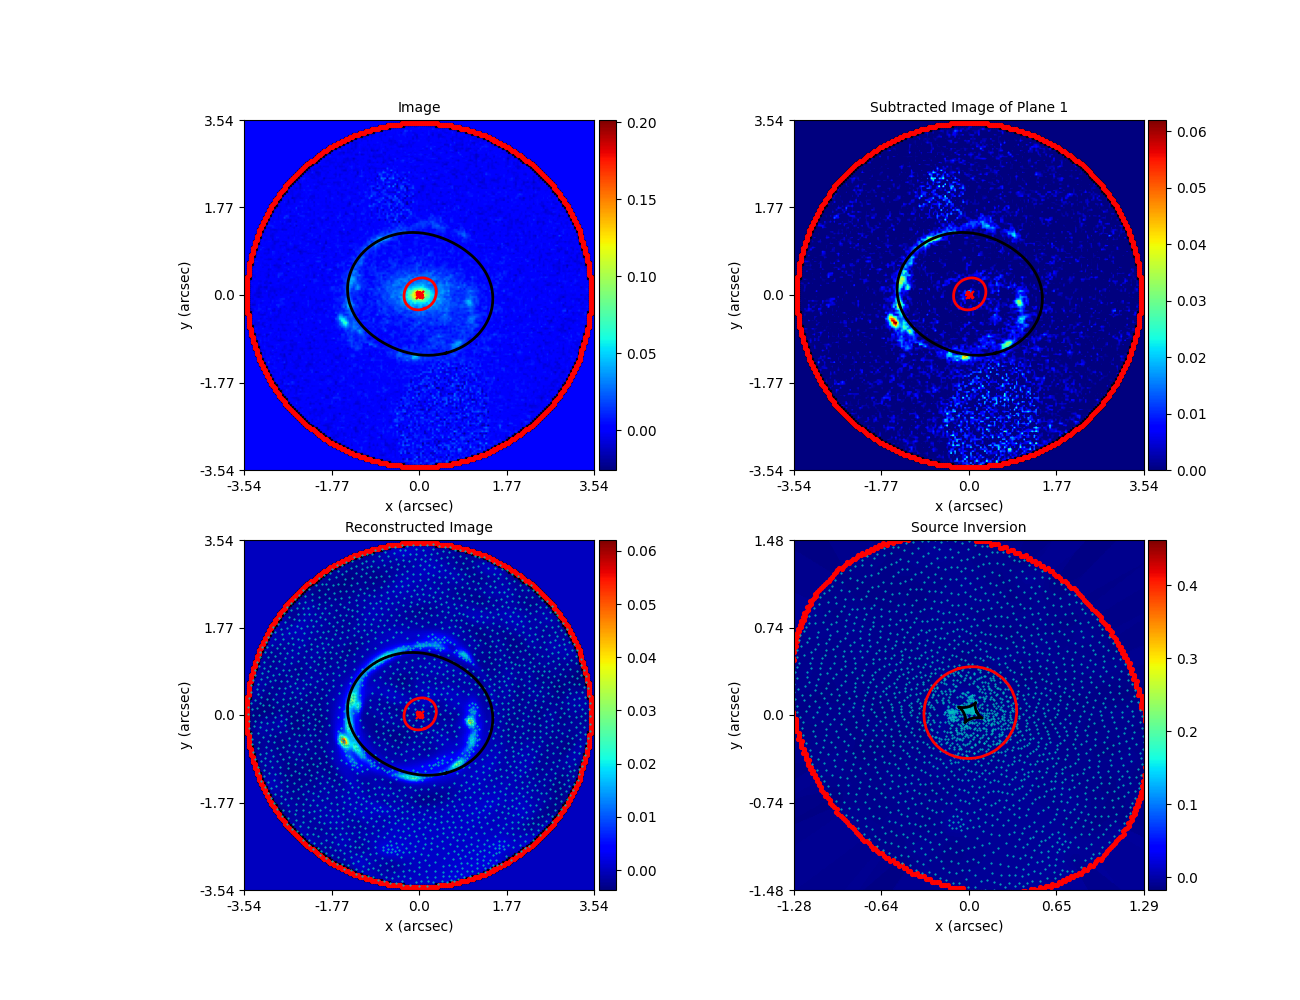 Image
3.54
1.77
0.0
-1.77
-3.54
y (arcsec)
-3.54 -1.77 0.0 1.77 3.54
x (arcsec)
0.20
0.15
0.10
0.05
0.00
Subtracted Image of Plane 1
3.54
1.77
0.0
-1.77
-3.54
y (arcsec)
-3.54 -1.77 0.0 1.77 3.54
x (arcsec)
0.06
0.05
0.04
0.03
0.02
0.01
0.00
Reconstructed Image
3.54
1.77
0.0
-1.77
-3.54
y (arcsec)
-3.54 -1.77 0.0 1.77 3.54
x (arcsec)
0.06
0.05
0.04
0.03
0.02
0.01
0.00
Source Inversion
1.48
0.74
0.0
-0.74
-1.48
y (arcsec)
-1.28 -0.64 0.0 0.65 1.29
x (arcsec)
0.4
0.3
0.2
0.1
0.0